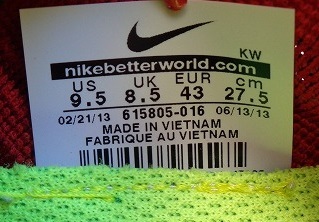 KW
nikebetterworld.com
US UK EUR cm
9.5 8.5 43 27.5
02/21/13 615805-016 06/13/13
MADE IN VIETNAM
FABRIQUE AU VIETNAM